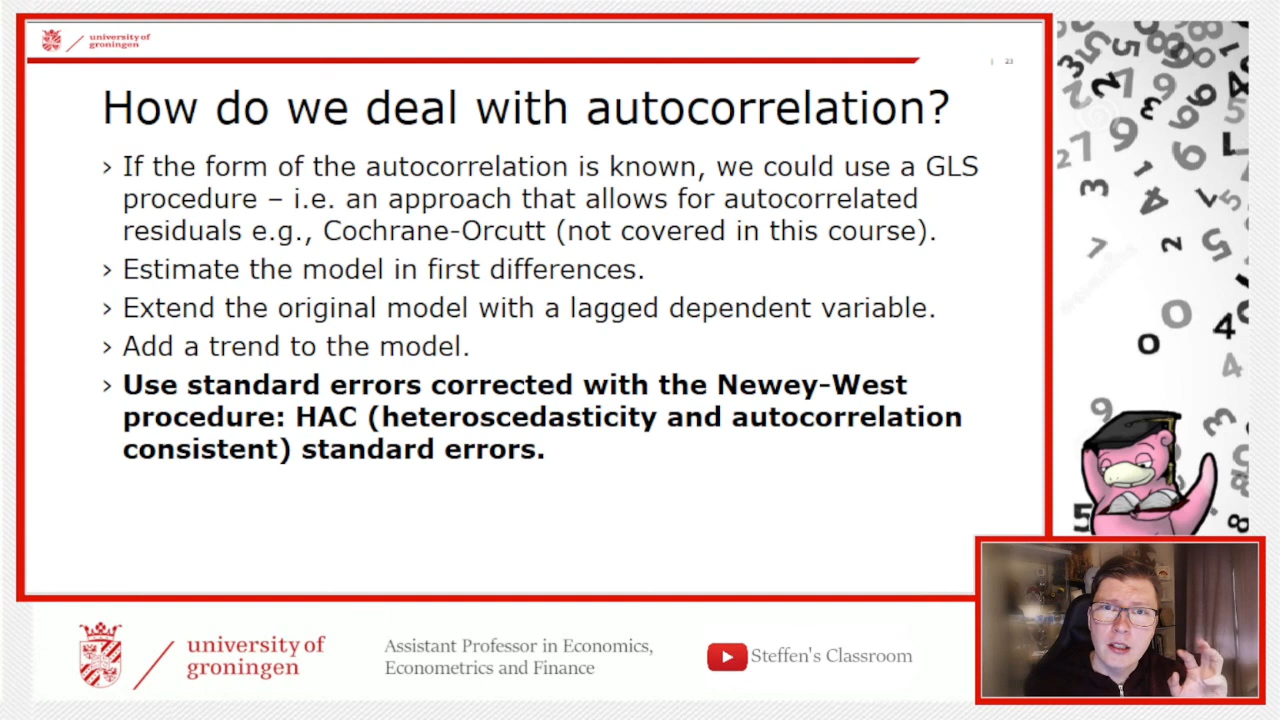 university of
groningen
| 23
How do we deal with autocorrelation?
› If the form of the autocorrelation is known, we could use a GLS
procedure – i.e. an approach that allows for autocorrelated
residuals e.g., Cochrane-Orcutt (not covered in this course).
› Estimate the model in first differences.
› Extend the original model with a lagged dependent variable.
› Add a trend to the model.
› Use standard errors corrected with the Newey-West
procedure: HAC (heteroscedasticity and autocorrelation
consistent) standard errors.
university of
groningen
Assistant Professor in Economics,
Econometrics and Finance
Steffen's Classroom